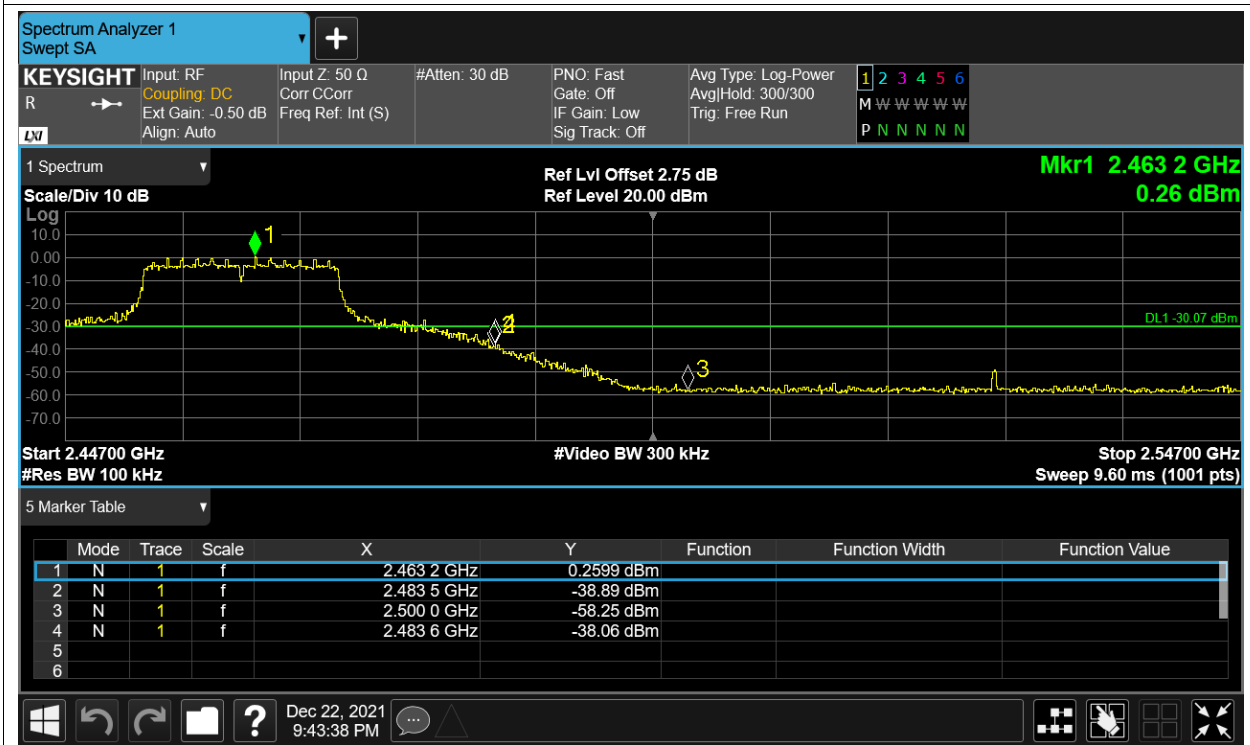 Spectrum Analyzer 1
Swept SA
+
KEYSIGHT Input: RF Input Z: 50 Ω #Atten: 30 dB PNO: Fast Avg Type: Log-Power 1 2 3 4 5 6
R Coupling: DC Corr CCorr Gate: Off Avg|Hold: 300/300 M W W W W W
Ext Gain: -0.50 dB Freq Ref: Int (S) IF Gain: Low Trig: Free Run
LXI Align: Auto Sig Track: Off P N N N N N
1 Spectrum
Ref Lvl Offset 2.75 dB Mkr1 2.463 2 GHz
Scale/Div 10 dB Ref Level 20.00 dBm 0.26 dBm
Log
10.0
1
0.00
-10.0
-20.0
-30.0
2
DL1 -30.07 dBm
-40.0
-50.0
3
-60.0
-70.0
Start 2.44700 GHz #Video BW 300 kHz Stop 2.54700 GHz
#Res BW 100 kHz Sweep 9.60 ms (1001 pts)
5 Marker Table
Mode Trace Scale X Y Function Function Width Function Value
1 N 1 f 2.463 2 GHz 0.2599 dBm
2 N 1 f 2.483 5 GHz -38.89 dBm
3 N 1 f 2.500 0 GHz -58.25 dBm
4 N 1 f 2.483 6 GHz -38.06 dBm
5
6
? Dec 22, 2021
9:43:38 PM